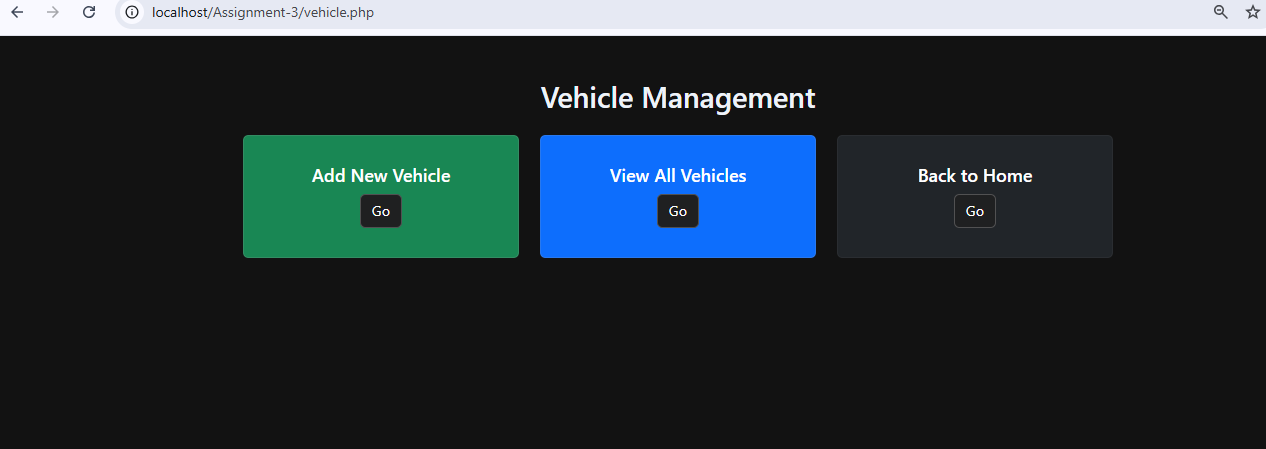 localhost/Assignment-3/vehicle.php
Vehicle Management
Add New Vehicle
Go
View All Vehicles
Go
Back to Home
Go